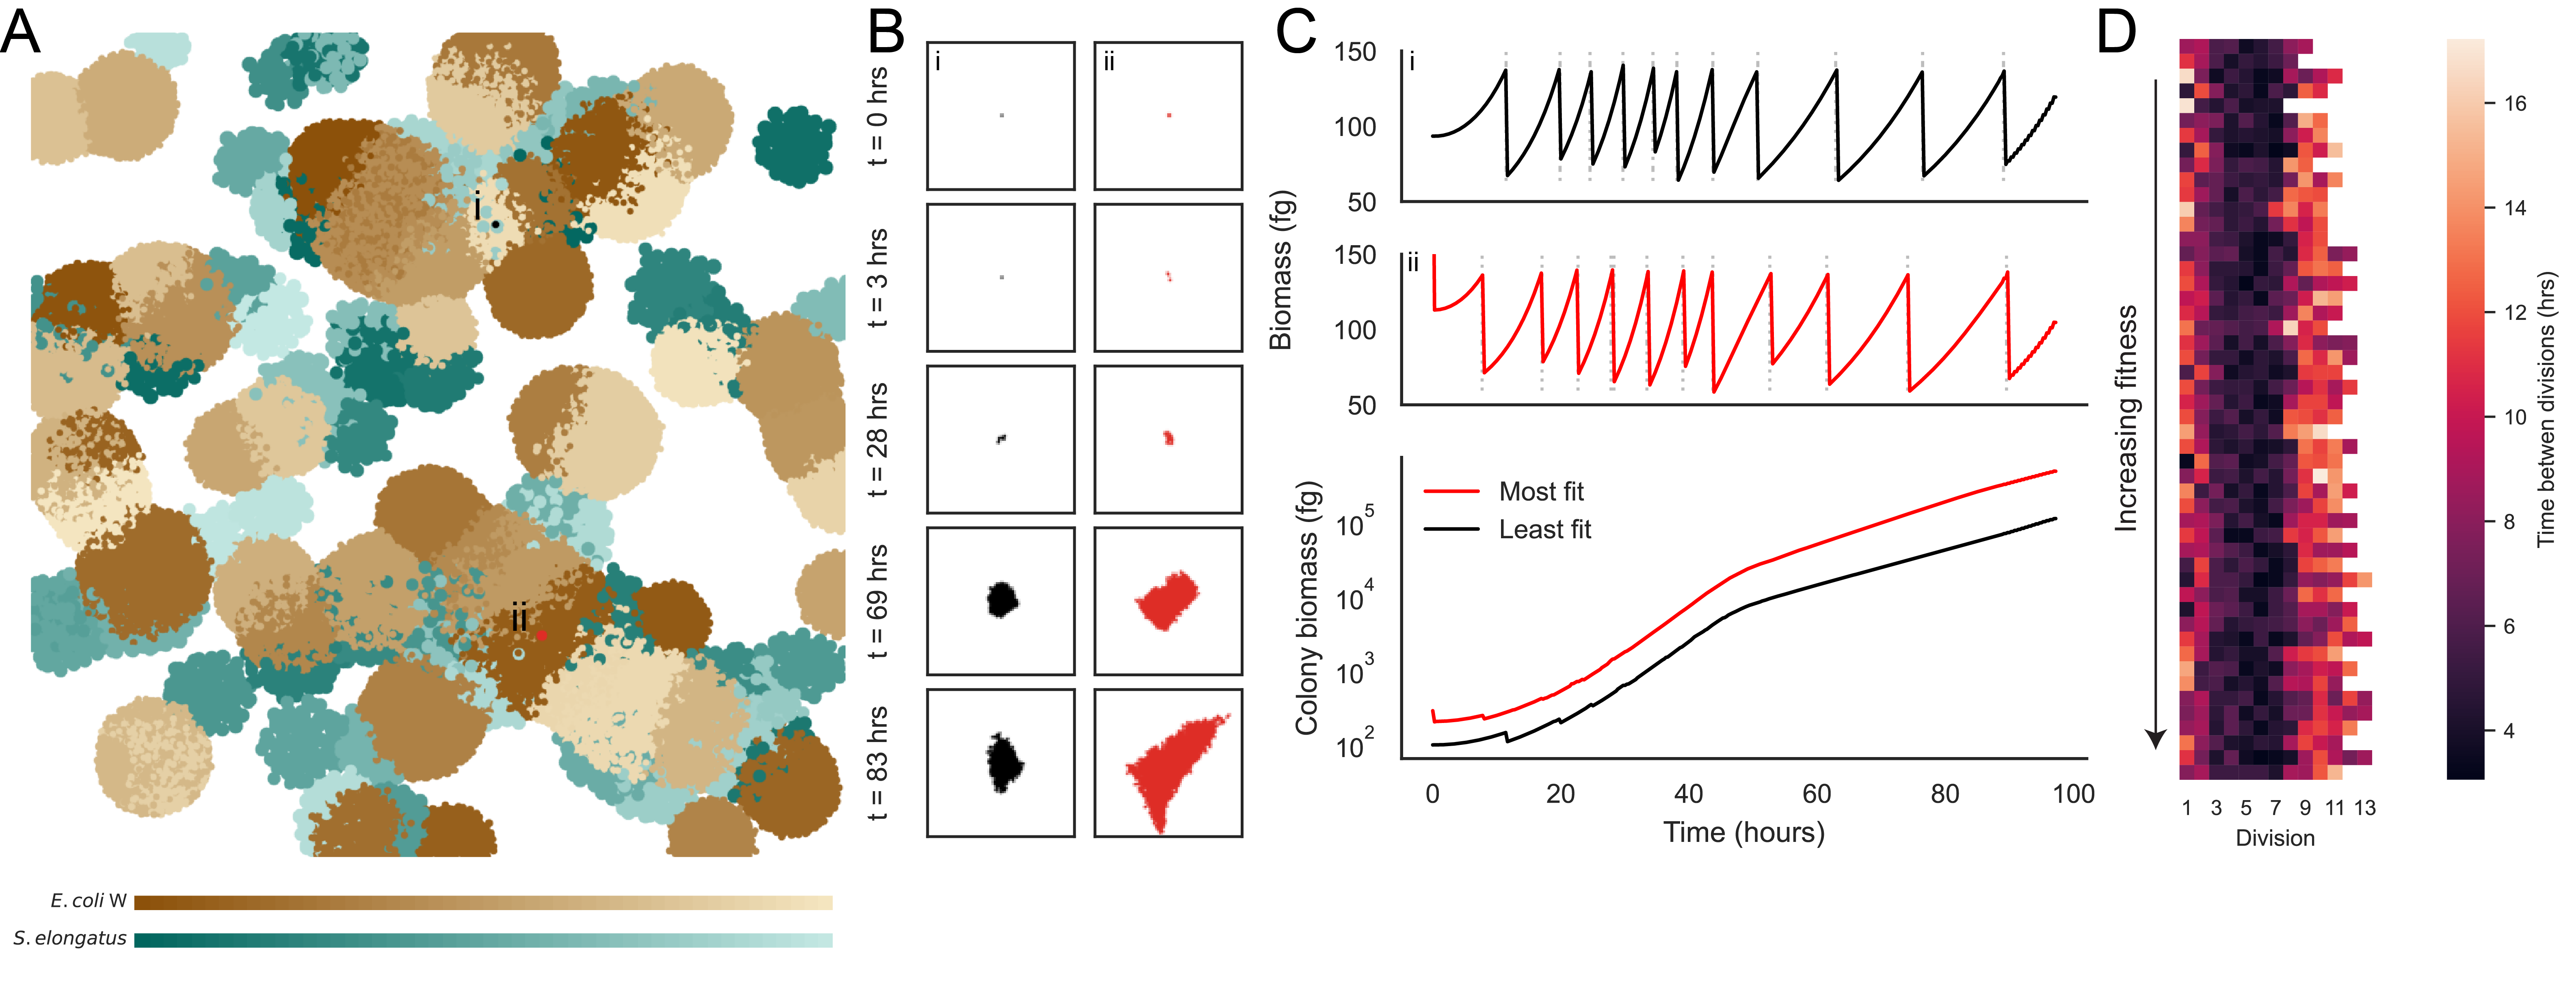 A
i
ii
E. coli W
S. elongatus
B
i
ii
t = 0 hrs
t = 3 hrs
t = 28 hrs
t = 69 hrs
t = 83 hrs
C
i
150
100
50
Biomass (fg)
ii
150
100
50
Most fit
Least fit
Colony biomass (fg)
10^5
10^4
10^3
10^2
0 20 40 60 80 100
Time (hours)
D
Increasing fitness
1 3 5 7 9 11 13
Division
16
14
12
10
8
6
4
Time betwen divisions (hrs)